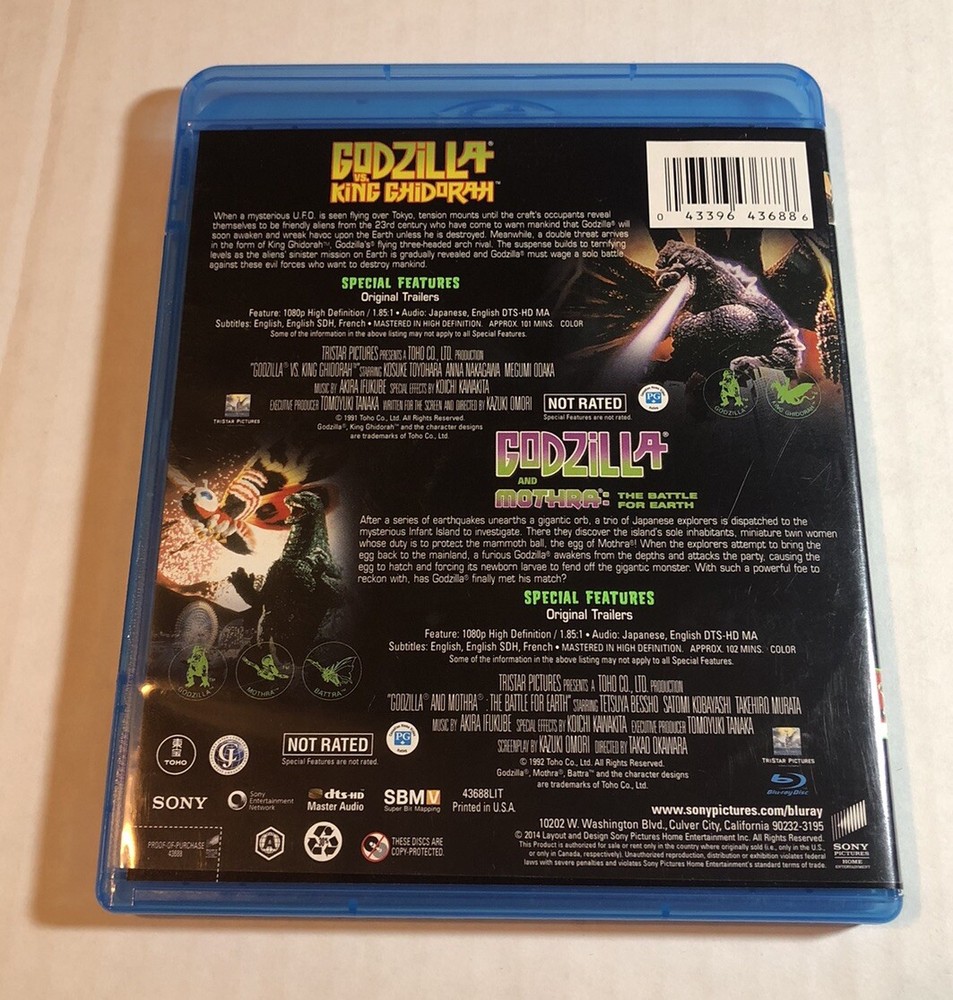 GODZILLA®
VS.
KING GHIDORAH™
0 43396 43688 6
When a mysterious U.F.O. is seen flying over Tokyo, tension mounts until the craft's occupants reveal
themselves to be friendly aliens from the 23rd century who have come to warn mankind that Godzilla® will
soon awaken and wreak havoc upon the Earth unless he is destroyed. Meanwhile, a double threat arrives
in the form of King Ghidorah™, Godzilla's® flying three-headed arch rival. The suspense builds to terrifying
levels as the aliens' sinister mission on Earth is gradually revealed and Godzilla® must wage a solo battle
against these evil forces who want to destroy mankind.
SPECIAL FEATURES
Original Trailers
Feature: 1080p High Definition / 1.85:1 • Audio: Japanese, English DTS-HD MA
Subtitles: English, English SDH, French • MASTERED IN HIGH DEFINITION. APPROX. 101 MINS. COLOR
Some of the information in the above listing may not apply to all Special Features.
TRISTAR PICTURES PRESENTS A TOHO CO., LTD. PRODUCTION
"GODZILLA® VS. KING GHIDORAH™" STARRING KOSUKE TOYOHARA ANNA NAKAGAWA MEGUMI ODAKA
MUSIC BY AKIRA IFUKUBE SPECIAL EFFECTS BY KOICHI KAWAKITA
EXECUTIVE PRODUCER TOMOYUKI TANAKA WRITTEN FOR THE SCREEN AND DIRECTED BY KAZUKI OMORI
TRISTAR PICTURES
© 1991 Toho Co., Ltd. All Rights Reserved.
Godzilla®, King Ghidorah™ and the character designs
are trademarks of Toho Co., Ltd.
NOT RATED
Special Features are not rated.
PG
GODZILLA™
KING GHIDORAH™
GODZILLA®
AND
MOTHRA®: THE BATTLE
FOR EARTH
After a series of earthquakes unearths a gigantic orb, a trio of Japanese explorers is dispatched to the
mysterious Infant Island to investigate. There they discover the island's sole inhabitants, miniature twin women
whose duty is to protect the mammoth ball, the egg of Mothra®! When the explorers attempt to bring the
egg back to the mainland, a furious Godzilla® awakens from the depths and attacks the party, causing the
egg to hatch and forcing its newborn larvae to fend off the gigantic monster. With such a powerful foe to
reckon with, has Godzilla® finally met his match?
SPECIAL FEATURES
Original Trailers
Feature: 1080p High Definition / 1.85:1 • Audio: Japanese, English DTS-HD MA
Subtitles: English, English SDH, French • MASTERED IN HIGH DEFINITION. APPROX. 102 MINS. COLOR
Some of the information in the above listing may not apply to all Special Features.
GODZILLA™
MOTHRA™
BATTRA™
TRISTAR PICTURES PRESENTS A TOHO CO., LTD. PRODUCTION
"GODZILLA® AND MOTHRA®: THE BATTLE FOR EARTH" STARRING TETSUYA BESSHO SATOMI KOBAYASHI TAKEHIRO MURATA
MUSIC BY AKIRA IFUKUBE SPECIAL EFFECTS BY KOICHI KAWAKITA EXECUTIVE PRODUCER TOMOYUKI TANAKA
SCREENPLAY BY KAZUKI OMORI DIRECTED BY TAKAO OKAWARA
© 1992 Toho Co., Ltd. All Rights Reserved.
Godzilla®, Mothra®, Battra™ and the character designs
are trademarks of Toho Co., Ltd.
TRISTAR PICTURES
東宝
TOHO
NOT RATED
Special Features are not rated.
PG
Blu-ray Disc
SONY
Sony
Entertainment
Network
dts-HD
Master Audio
SBMV
Super Bit Mapping
43688LIT
Printed in U.S.A.
PROOF-OF-PURCHASE
43688
A
RECYCLE
THESE DISCS ARE
COPY-PROTECTED.
www.sonypictures.com/bluray
10202 W. Washington Blvd., Culver City, California 90232-3195
© 2014 Layout and Design Sony Pictures Home Entertainment Inc. All Rights Reserved.
This Product is authorized for sale or rent only in the country where originally sold (i.e., only in the U.S.,
or only in Canada, respectively). Unauthorized reproduction, distribution or exhibition violates federal
laws with severe penalties and voids Sony Pictures Home Entertainment's standard terms of trade.
SONY
PICTURES
HOME
ENTERTAINMENT